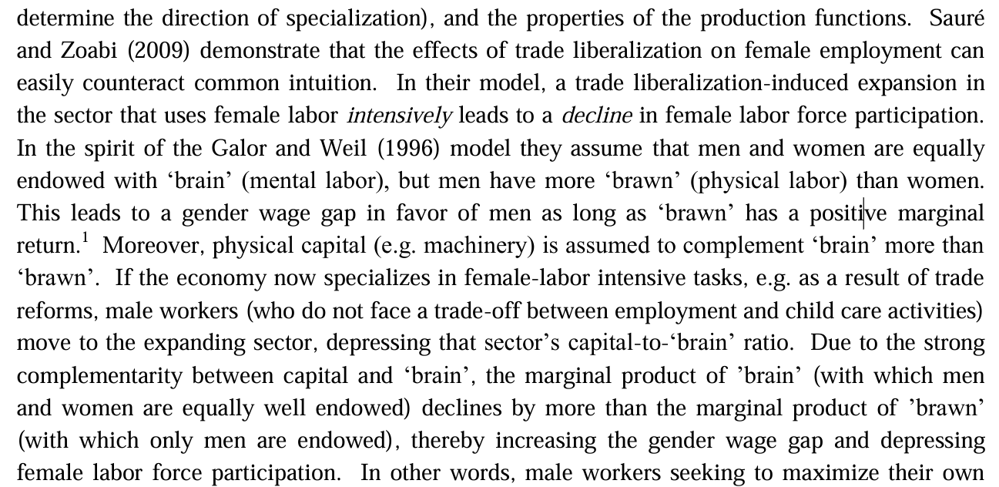 determine the direction of specialization), and the properties of the production functions.  Sauré
and Zoabi (2009) demonstrate that the effects of trade liberalization on female employment can
easily counteract common intuition.  In their model, a trade liberalization-induced expansion in
the sector that uses female labor intensively leads to a decline in female labor force participation.
In the spirit of the Galor and Weil (1996) model they assume that men and women are equally
endowed with ‘brain’ (mental labor), but men have more ‘brawn’ (physical labor) than women.
This leads to a gender wage gap in favor of men as long as ‘brawn’ has a positive marginal
return.1  Moreover, physical capital (e.g. machinery) is assumed to complement ‘brain’ more than
‘brawn’.  If the economy now specializes in female-labor intensive tasks, e.g. as a result of trade
reforms, male workers (who do not face a trade-off between employment and child care activities)
move to the expanding sector, depressing that sector’s capital-to-‘brain’ ratio.  Due to the strong
complementarity between capital and ‘brain’, the marginal product of ’brain’ (with which men
and women are equally well endowed) declines by more than the marginal product of ’brawn’
(with which only men are endowed), thereby increasing the gender wage gap and depressing
female labor force participation.  In other words, male workers seeking to maximize their own